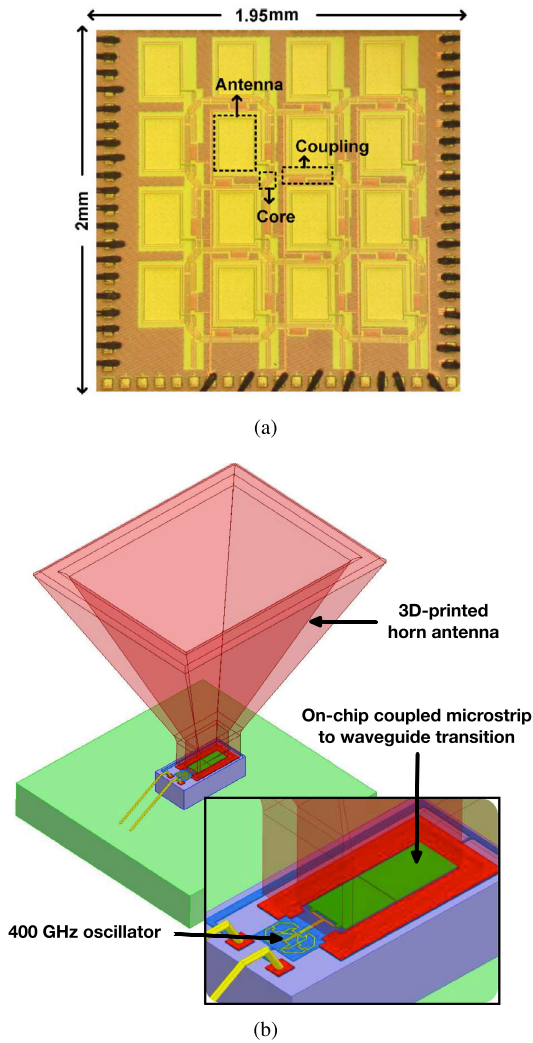 1.95mm
2mm
Antenna
Coupling
Core
(a)
3D-printed
horn antenna
On-chip coupled microstrip
to waveguide transition
400 GHz oscillator
(b)